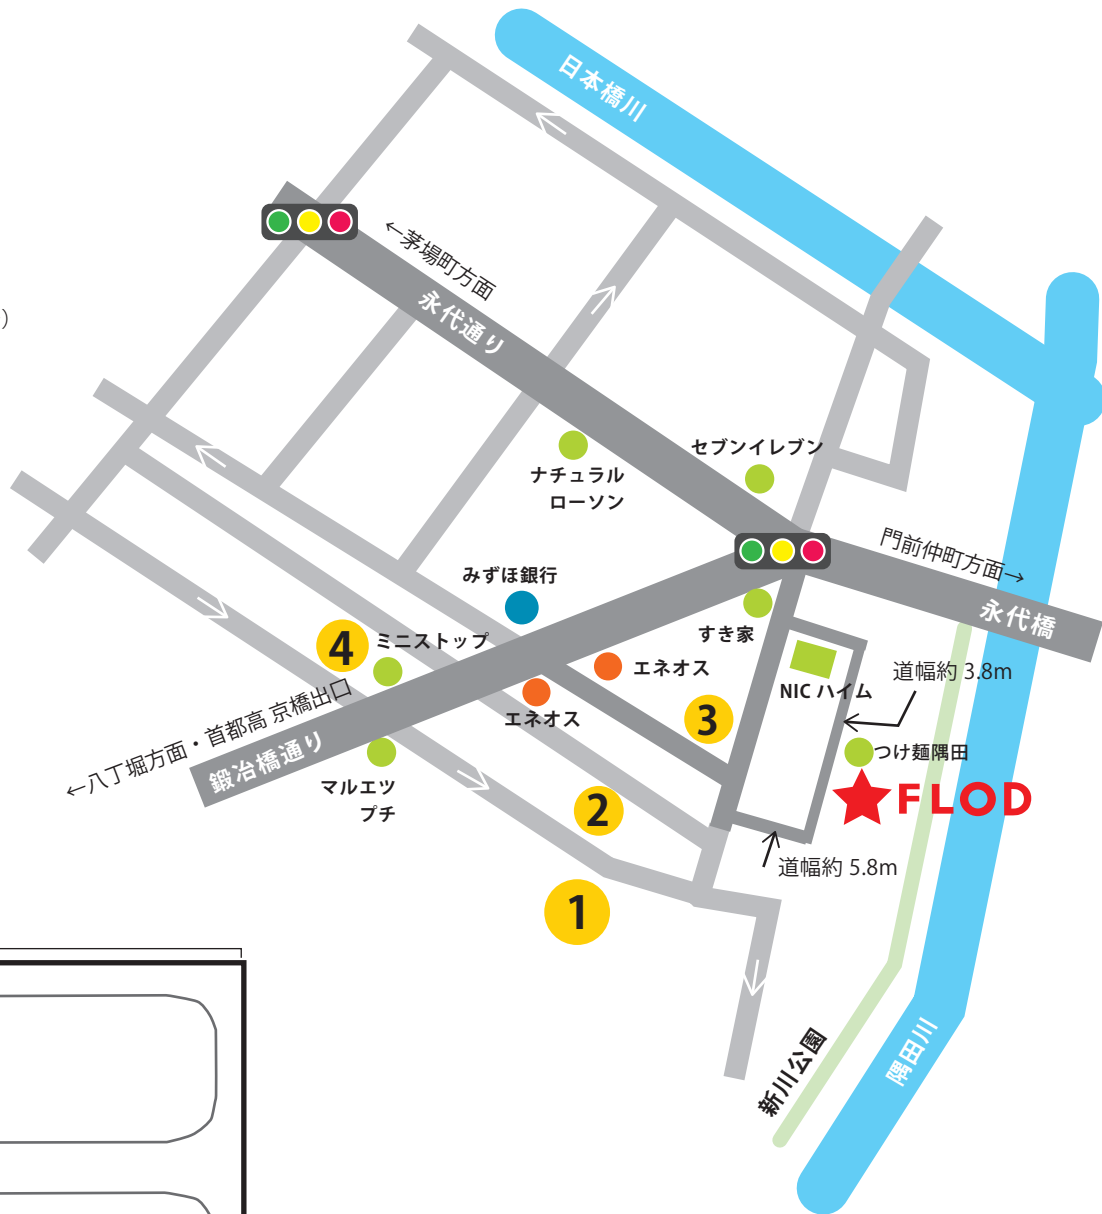 日本橋川
←茅場町方面
永代通り
)
セブンイレブン
ナチュラル
ローソン
門前仲町方面→
永代橋
みずほ銀行
すき家
4
ミニストップ
エネオス
道幅約 3.8m
NIC ハイム
エネオス
3
←八丁堀方面・首都高 京橋出口
鍛冶橋通り
つけ麺隅田
マルエツ
プチ
FLOD
2
道幅約 5.8m
1
新川公園
隅田川